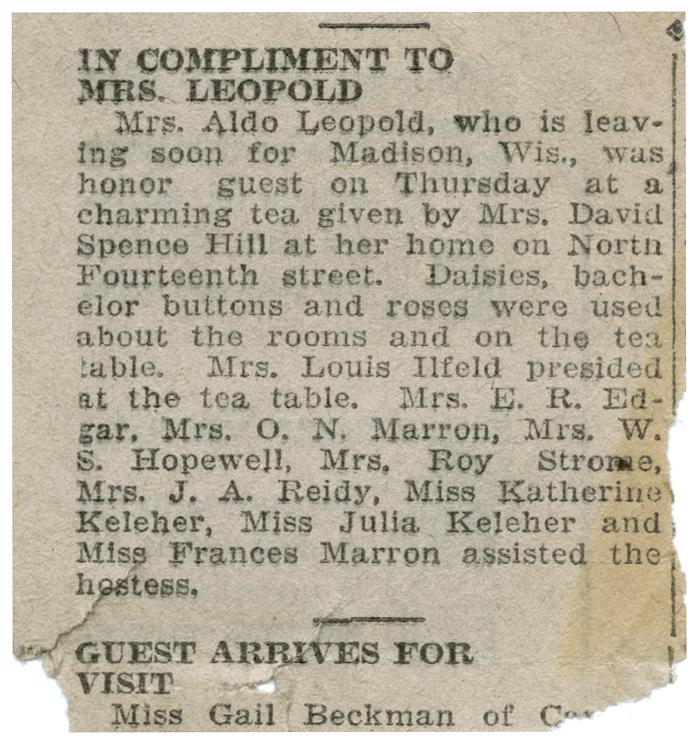 IN COMPLIMENT TO
MRS. LEOPOLD
Mrs. Aldo Leopold, who is leav-
ing soon for Madison, Wis., was
honor guest on Thursday at a
charming tea given by Mrs. David
Spence Hill at her home on North
Fourteenth street. Daisies, bach-
elor buttons and roses were used
about the rooms and on the tea
table. Mrs. Louis Ilfeld presided
at the tea table. Mrs. E. R. Ed-
gar, Mrs. O. N. Marron, Mrs. W.
S. Hopewell, Mrs. Roy Strome,
Mrs. J. A. Reidy, Miss Katherine
Keleher, Miss Julia Keleher and
Miss Frances Marron assisted the
hostess.
GUEST ARRIVES FOR
VISIT
Miss Gail Beckman of